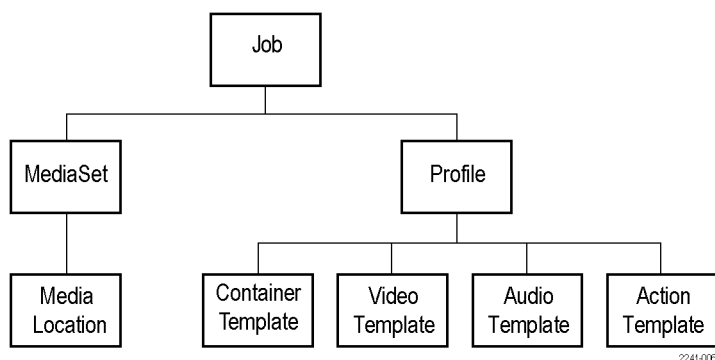 Job
MediaSet
Profile
Media
Location
Container
Template
Video
Template
Audio
Template
Action
Template